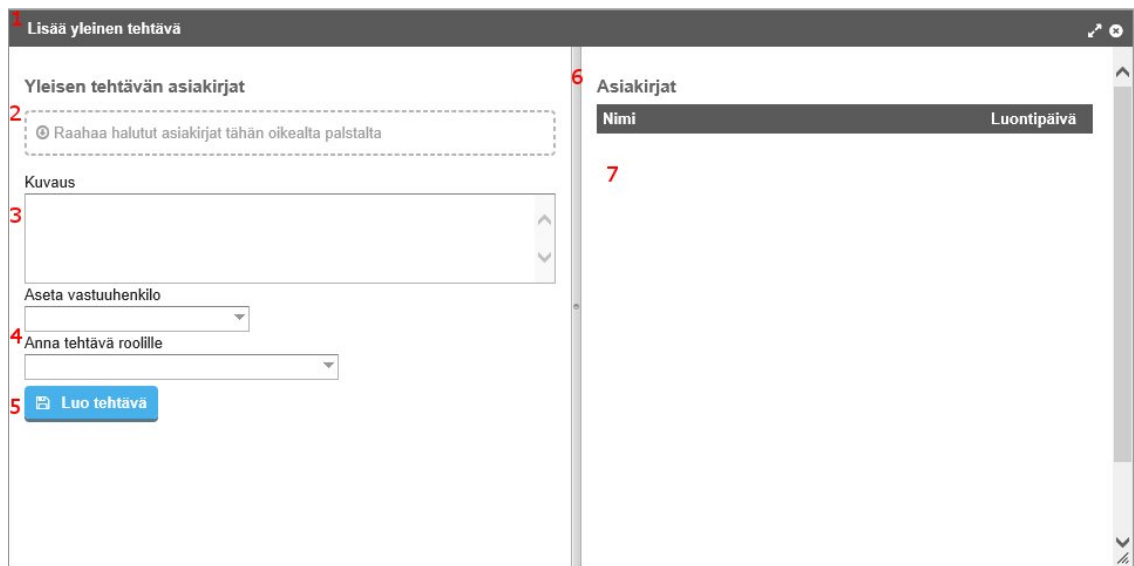 1 Lisää yleinen tehtävä
Yleisen tehtävän asiakirjat
2 Raahaa halutut asiakirjat tähän oikealta palstalta
Kuvaus
3
Aseta vastuuhenkilo
4 Anna tehtävä roolille
5 Luo tehtävä
6 Asiakirjat
Nimi Luontipäivä
7